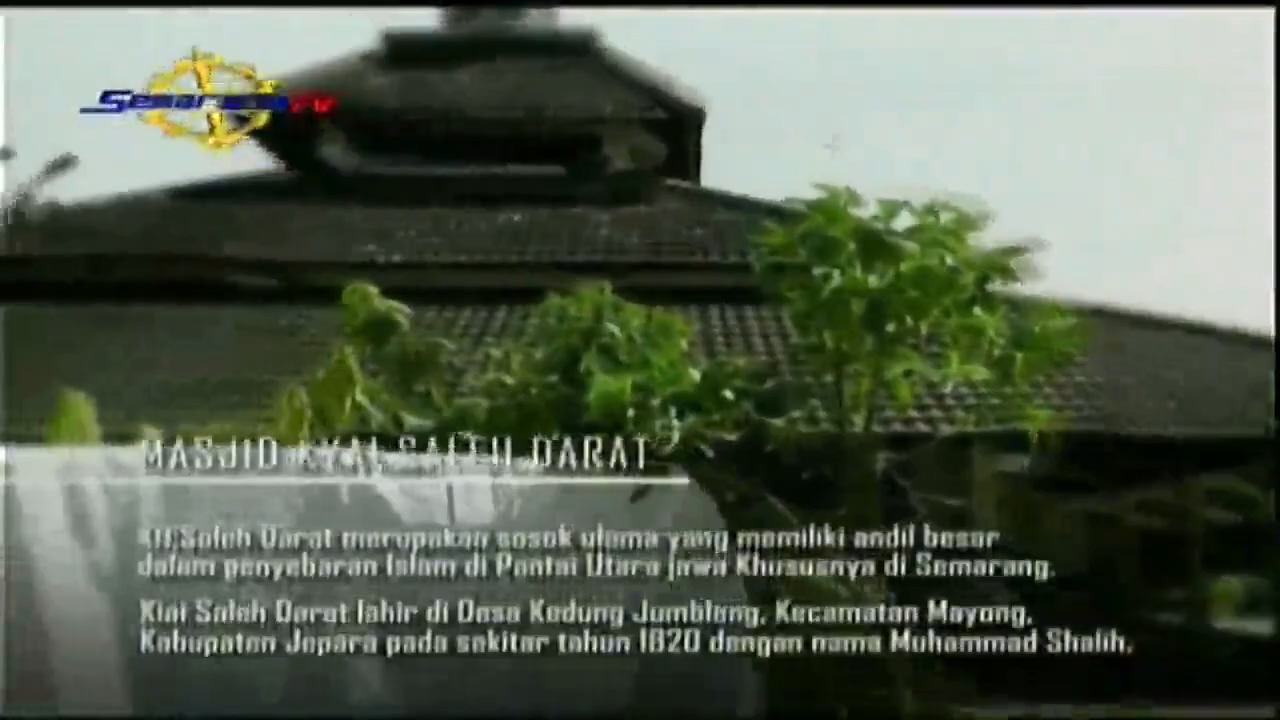 MASJID KYAI SALEH DARAT
KH Saleh Darat merupakan sosok ulama yang memiliki andil besar
dalam penyebaran Islam di Pantai Utara Jawa Khususnya di Semarang.
Kiai Saleh Darat lahir di Desa Kedung Jumbleng, Kecamatan Mayong,
Kabupaten Jepara pada sekitar tahun 1820 dengan nama Muhammad Shalih.